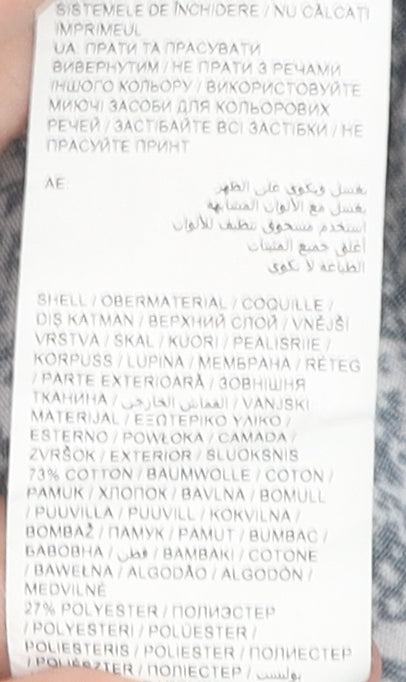 SISTEMELE DE ÎNCHIDERE / NU CĂLCAȚI
IMPRIMEUL
UA. ПРАТИ ТА ПРАСУВАТИ
ВИВЕРНУТИМ / НЕ ПРАТИ З РЕЧАМИ
ІНШОГО КОЛЬОРУ / ВИКОРИСТОВУЙТЕ
МИЮЧІ ЗАСОБИ ДЛЯ КОЛЬОРОВИХ
РЕЧЕЙ / ЗАСТІБАЙТЕ ВСІ ЗАСТІБКИ / НЕ
ПРАСУЙТЕ ПРИНТ
AE. يغسل ويكوى على الظهر
يغسل مع الألوان المشابهة
استخدم مسحوق تنظيف للألوان
أغلق جميع المثبتات
الطباعة لا تكوى
SHELL / OBERMATERIAL / COQUILLE /
DIŞ KATMAN / ВЕРХНИЙ СЛОЙ / VNĚJŠÍ
VRSTVA / SKAL / KUORI / PEALISRIIE /
KORPUSS / LUPINA / МЕМБРАНА / RÉTEG
/ PARTE EXTERIOARĂ / ЗОВНІШНЯ
ТКАНИНА / القماش الخارجي / VANJSKI
MATERIJAL / ΕΞΩΤΕΡΙΚΟ ΥΛΙΚΟ /
ESTERNO / POWŁOKA / CAMADA /
ZVRŠOK / EXTERIOR / SLUOKSNIS
73% COTTON / BAUMWOLLE / COTON /
PAMUK / ХЛОПОК / BAVLNA / BOMULL
/ PUUVILLA / PUUVILL / KOKVILNA /
BOMBAŽ / ПАМУК / PAMUT / BUMBAC /
БАВОВНА / قطن / BAMBAKI / COTONE
/ BAWEŁNA / ALGODÃO / ALGODÓN /
MEDVILNĖ
27% POLYESTER / ПОЛИЭСТЕР
/ POLYESTERI / POLÜESTER /
POLIESTERIS / POLIESTER / ПОЛИЕСТЕР
/ POLIÉSZTER / ПОЛІЕСТЕР / بوليستر